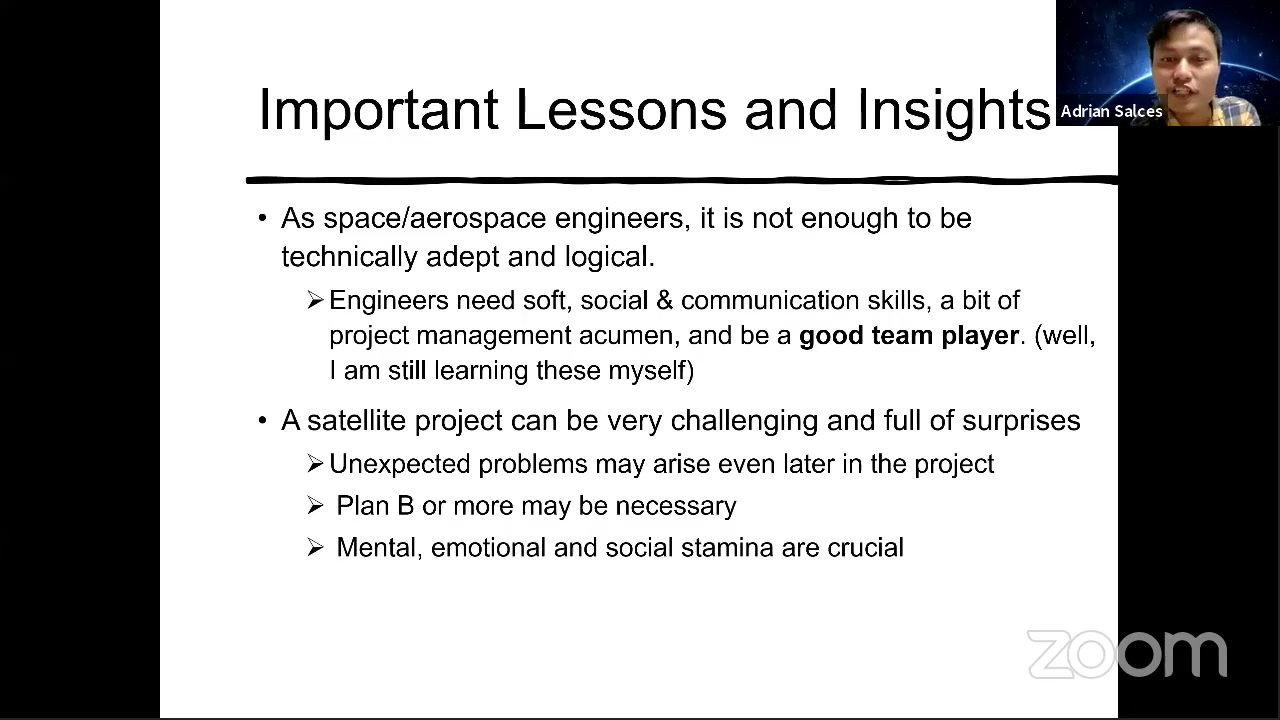 Important Lessons and Insights
Adrian Salces
• As space/aerospace engineers, it is not enough to be
technically adept and logical.
➢ Engineers need soft, social & communication skills, a bit of
project management acumen, and be a good team player. (well,
I am still learning these myself)
• A satellite project can be very challenging and full of surprises
➢ Unexpected problems may arise even later in the project
➢ Plan B or more may be necessary
➢ Mental, emotional and social stamina are crucial
zoom